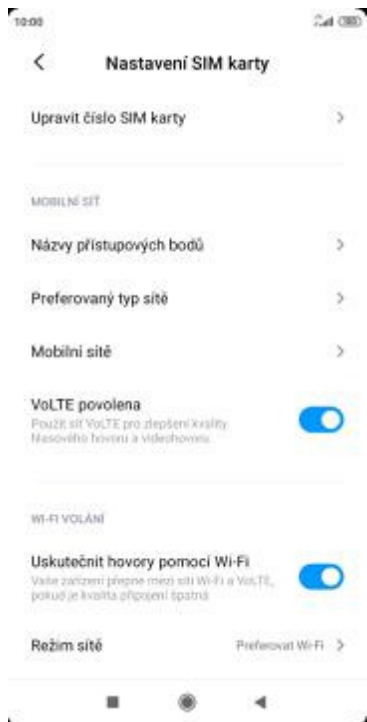 10:00
Nastavení SIM karty
Upravit číslo SIM karty
MOBILNÍ SÍŤ
Názvy přístupových bodů
Preferovaný typ sítě
Mobilní sítě
VoLTE povolena
Použít síť VoLTE pro zlepšení kvality
hlasového hovoru a videohovoru
WI-FI VOLÁNÍ
Uskutečnit hovory pomocí Wi-Fi
Vaše zařízení přepne mezi sítí Wi-Fi a VoLTE,
pokud je kvalita připojení špatná
Režim sítě
Preferovat Wi-Fi